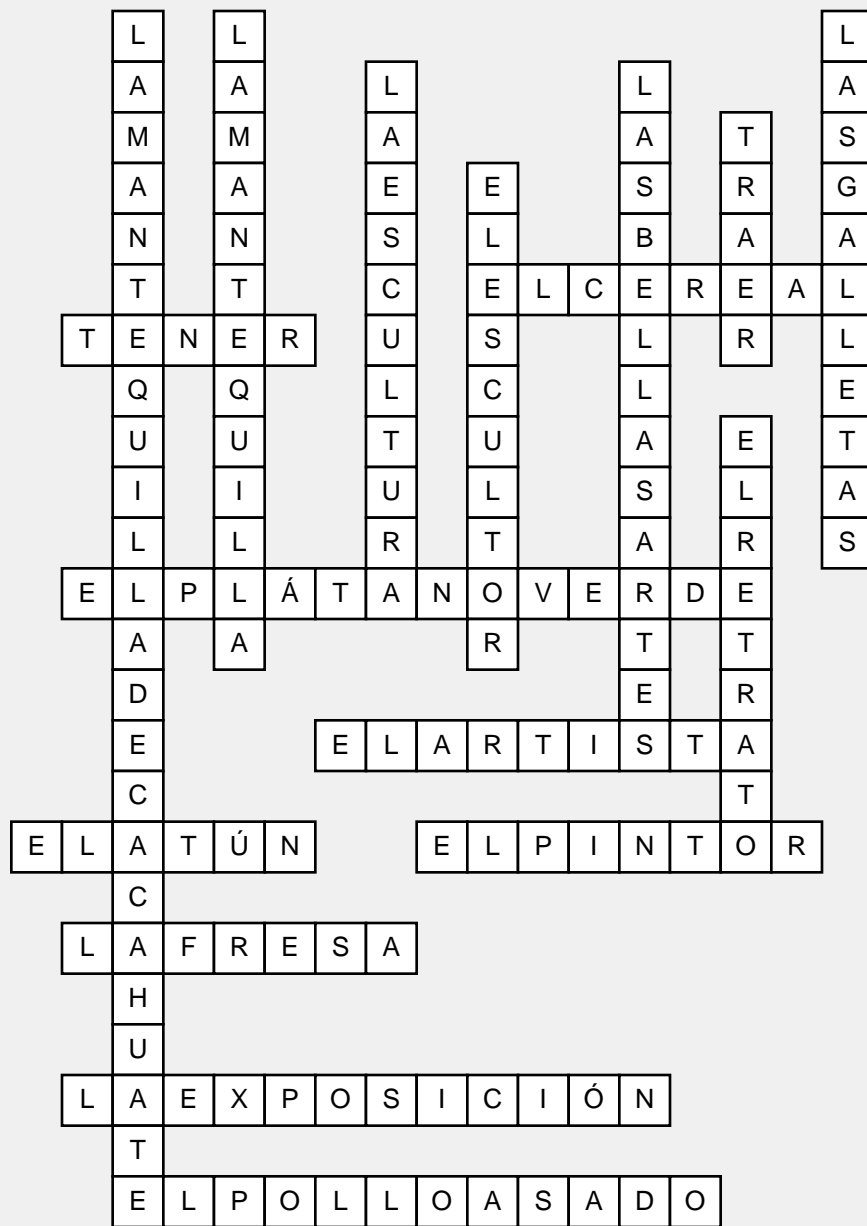 LAMANTEQUILLADECACAHUATE
LAMANTEQUILLA
LASGALLETAS
LAESCULTURA
LASBELLASARTES
TRAER
ELESCULTOR
ELCEREAL
TENER
ELRETRATO
ELPLÁTANOVERDE
ELARTISTA
ELATÚN
ELPINTOR
LAFRESA
LAEXPOSICIÓN
ELPOLLOASADO